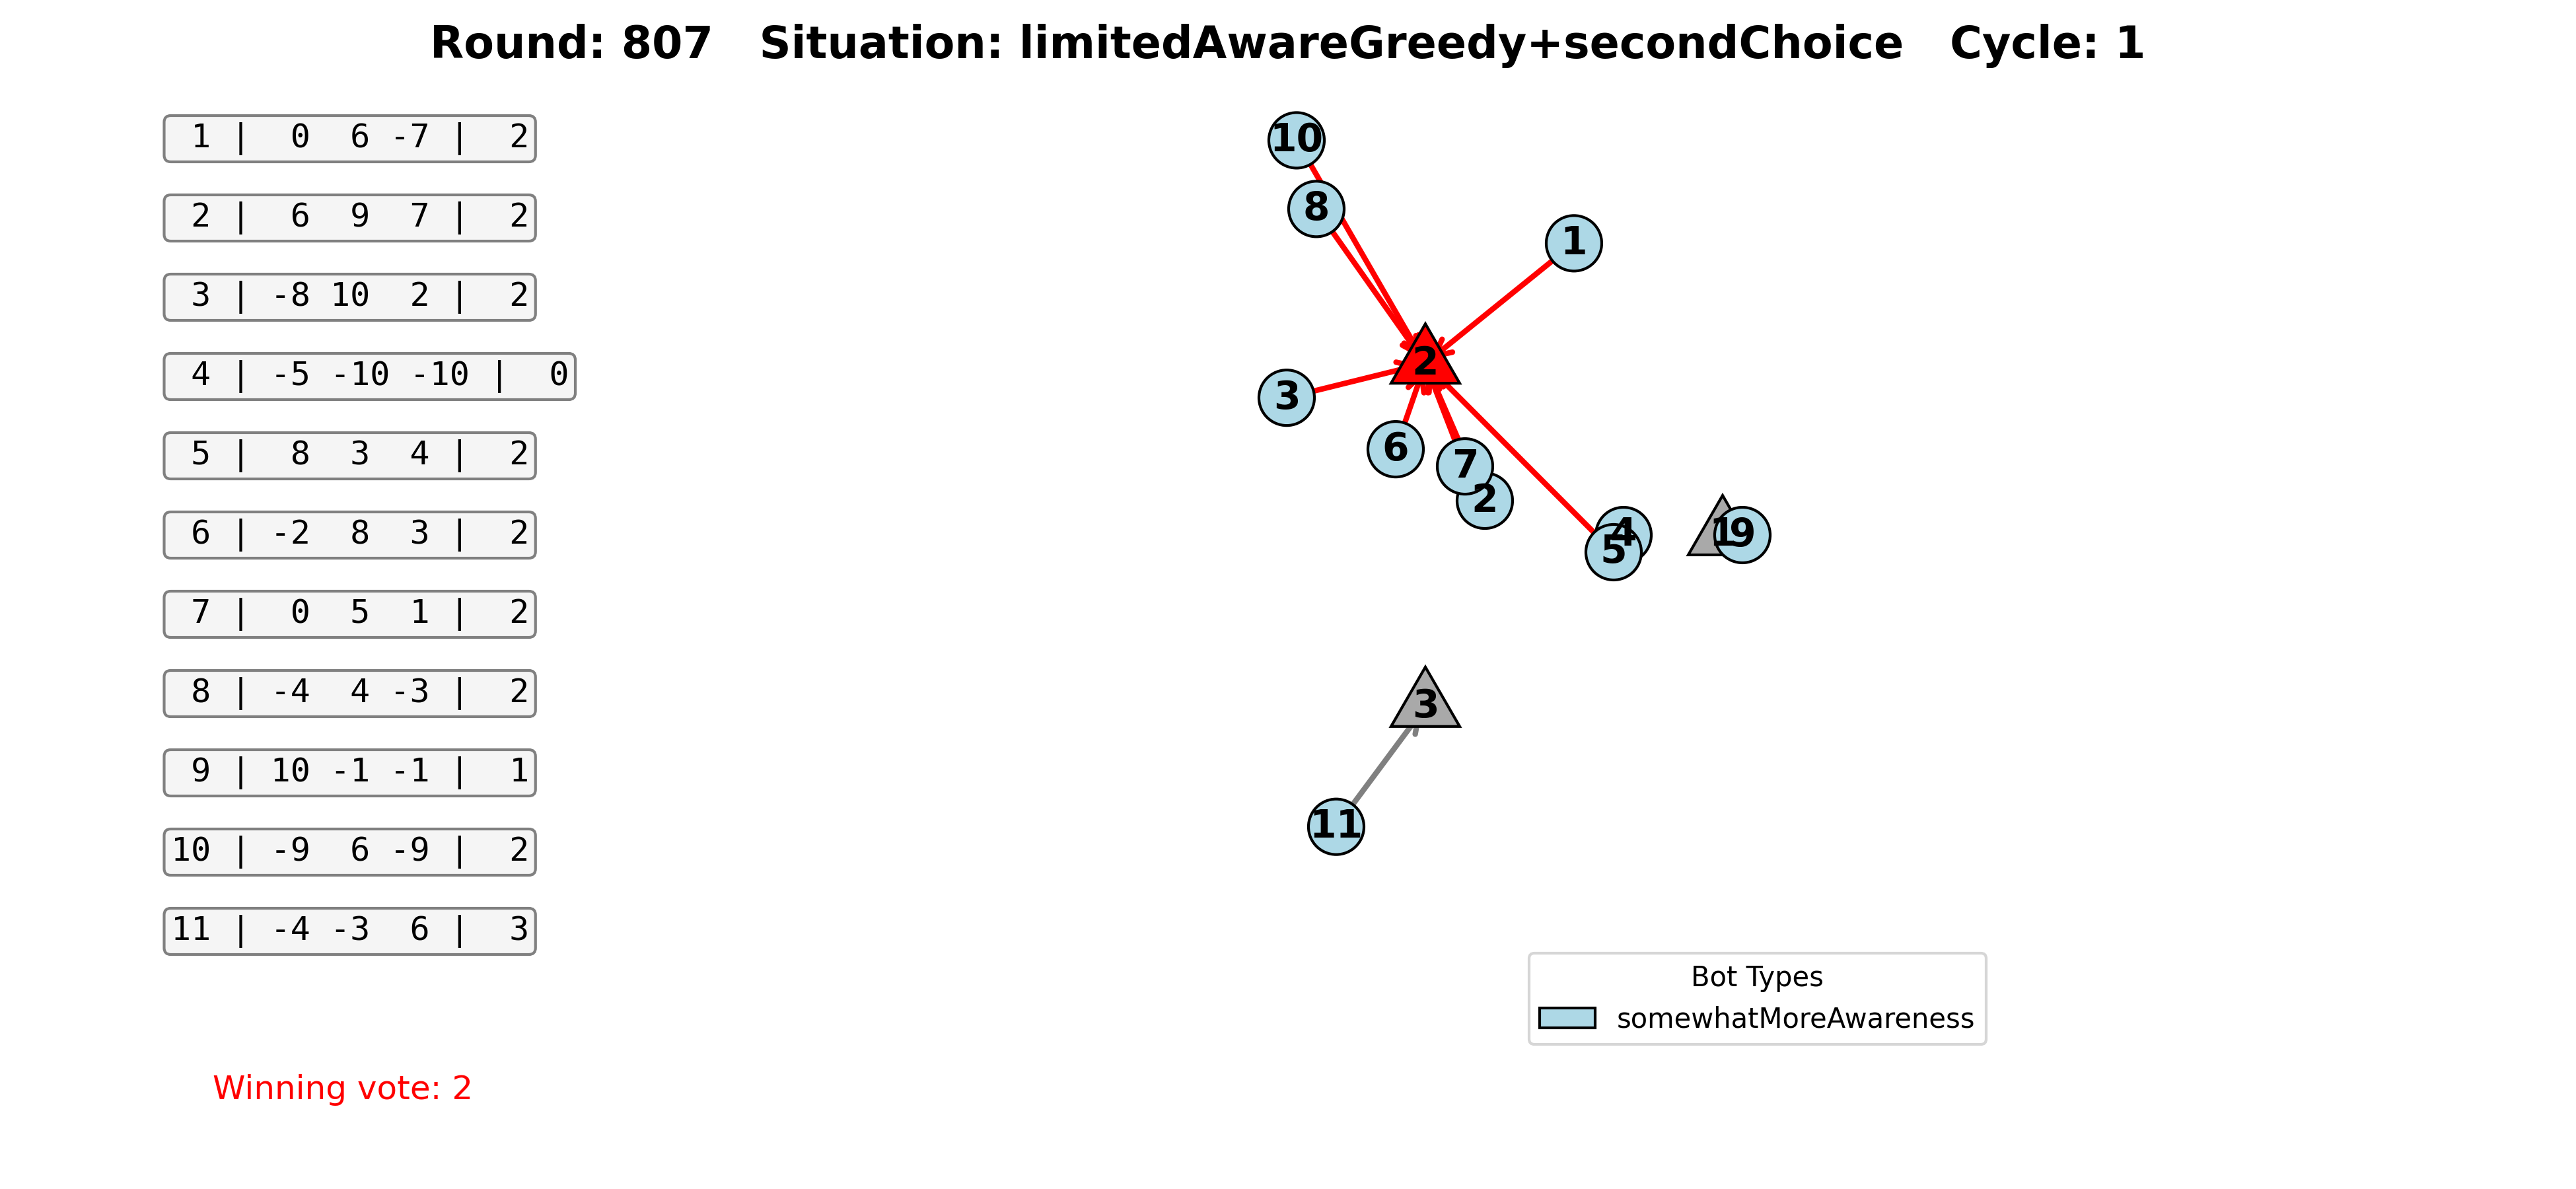 Round: 807   Situation: limitedAwareGreedy+secondChoice   Cycle: 1
1 |  0  6 -7 |  2
2 |  6  9  7 |  2
3 | -8 10  2 |  2
4 | -5 -10 -10 |  0
5 |  8  3  4 |  2
6 | -2  8  3 |  2
7 |  0  5  1 |  2
8 | -4  4 -3 |  2
9 | 10 -1 -1 |  1
10 | -9  6 -9 |  2
11 | -4 -3  6 |  3
Winning vote: 2
10
8
1
2
3
6
7
2
4
5
1
9
3
11
Bot Types
somewhatMoreAwareness